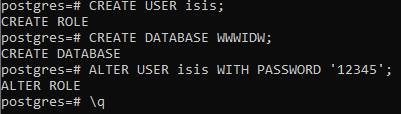 postgres=# CREATE USER isis;
CREATE ROLE
postgres=# CREATE DATABASE WWWIDW;
CREATE DATABASE
postgres=# ALTER USER isis WITH PASSWORD '12345';
ALTER ROLE
postgres=# \q